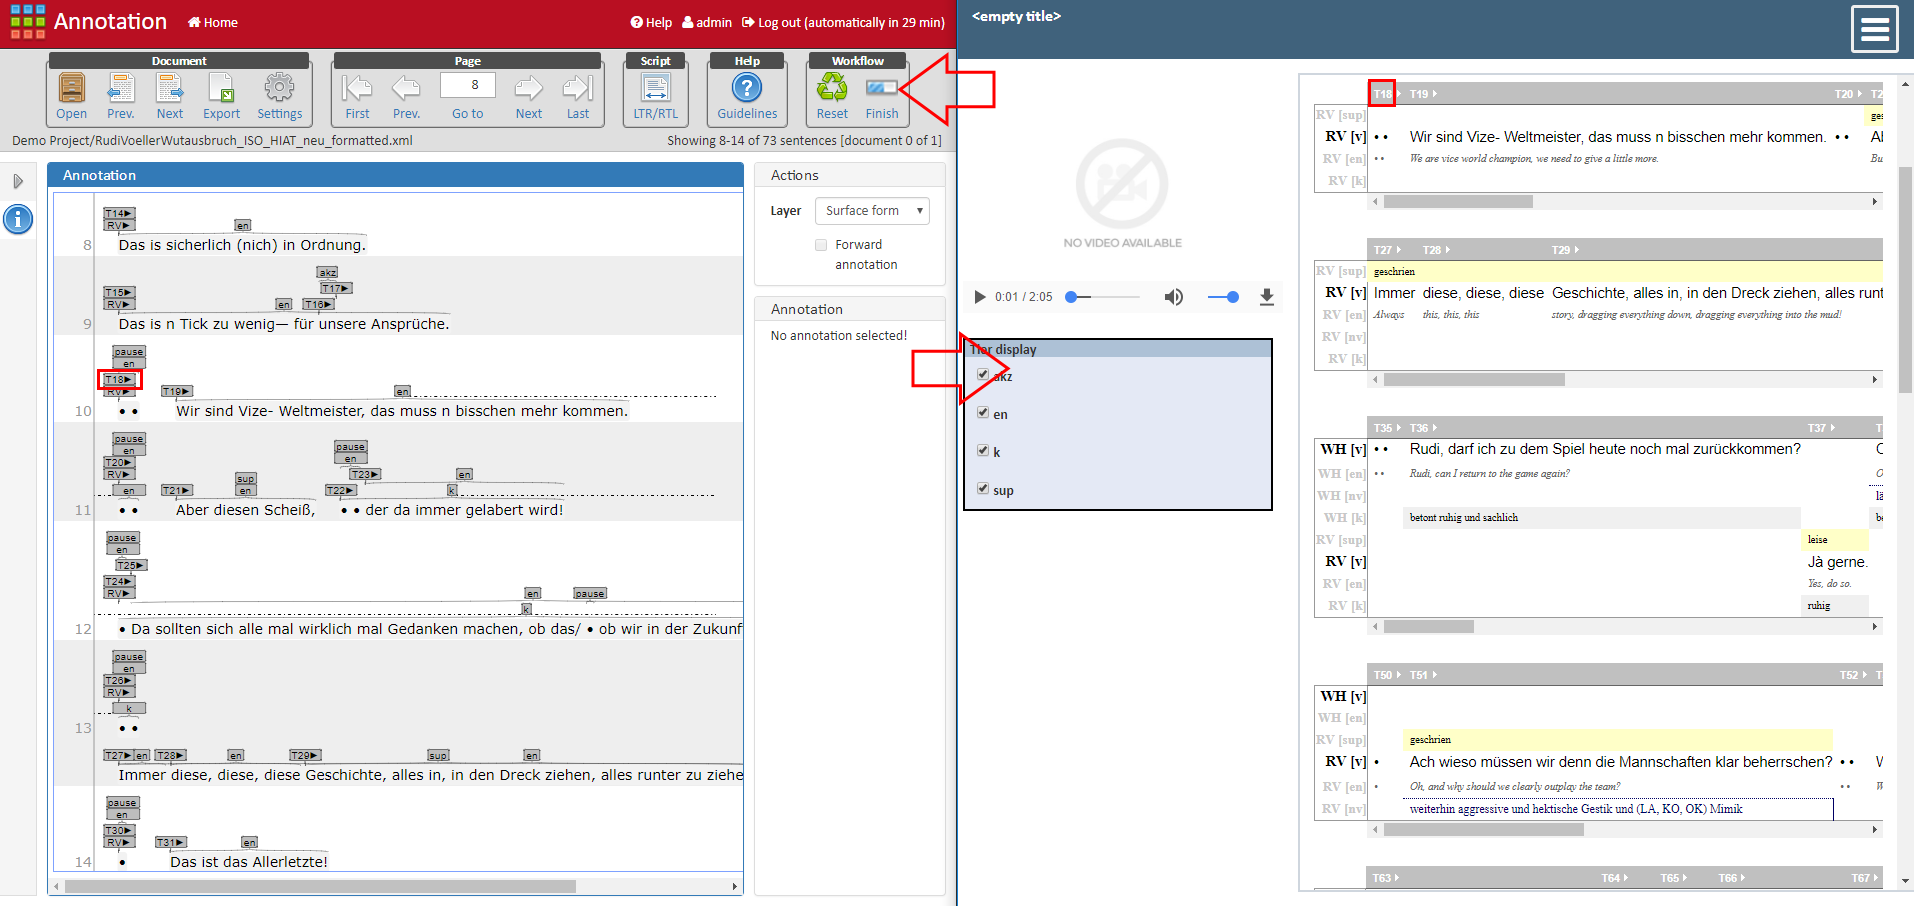 Annotation
Home
Help
admin
Log out (automatically in 29 min)
Document
Open
Prev.
Next
Export
Settings
Page
First
Prev.
8
Go to
Next
Last
Script
LTR/RTL
Help
Guidelines
Workflow
Reset
Finish
Demo Project/RudiVoellerWutausbruch_ISO_HIAT_neu_formatted.xml
Showing 8-14 of 73 sentences [document 0 of 1]
Annotation
T14▶
RV▶ en
8 Das is sicherlich (nich) in Ordnung.
akz
T15▶ T17▶
RV▶ en T16▶
9 Das is n Tick zu wenig— für unsere Ansprüche.
pause
en
T18▶
RV▶ T19▶ en
10 • • Wir sind Vize- Weltmeister, das muss n bisschen mehr kommen.
pause pause
en en
T20▶
RV▶ sup T23▶ en
en T21▶ en T22▶ k
11 • • Aber diesen Scheiß, • • der da immer gelabert wird!
pause
en
T25▶
T24▶
RV▶ en pause
k
12 • Da sollten sich alle mal wirklich mal Gedanken machen, ob das/ • ob wir in der Zukunf
pause
en
T26▶
RV▶
k
13 • •
T27▶ en T28▶ en T29▶ sup en
Immer diese, diese, diese Geschichte, alles in, in den Dreck ziehen, alles runter zu ziehe
pause
en
T30▶
RV▶ T31▶ en
14 • Das ist das Allerletzte!
Actions
Layer Surface form
Forward
annotation
Annotation
No annotation selected!
<empty title>
NO VIDEO AVAILABLE
0:01 / 2:05
Tier display
akz
en
k
sup
T18 T19 T20
RV [sup] ges
RV [v] • • Wir sind Vize- Weltmeister, das muss n bisschen mehr kommen. • •
RV [en] • • We are vice world champion, we need to give a little more. Bu
RV [k]
T27 T28 T29
RV [sup] geschrien
RV [v] Immer diese, diese, diese Geschichte, alles in, in den Dreck ziehen, alles runt
RV [en] Always this, this, this story, dragging everything down, dragging everything into the mud!
RV [nv]
RV [k]
T35 T36 T37
WH [v] • • Rudi, darf ich zu dem Spiel heute noch mal zurückkommen?
WH [en] • • Rudi, can I return to the game again?
WH [nv] lä
WH [k] betont ruhig und sachlich be
RV [sup] leise
RV [v] Jà gerne.
RV [en] Yes, do so.
RV [k] ruhig
T50 T51 T52
WH [v]
WH [en]
RV [sup] geschrien
RV [v] • Ach wieso müssen wir denn die Mannschaften klar beherrschen? • •
RV [en] • Oh, and why should we clearly outplay the team? • •
RV [nv] weiterhin aggressive und hektische Gestik und (LA, KO, OK) Mimik
T63 T64 T65 T66 T67